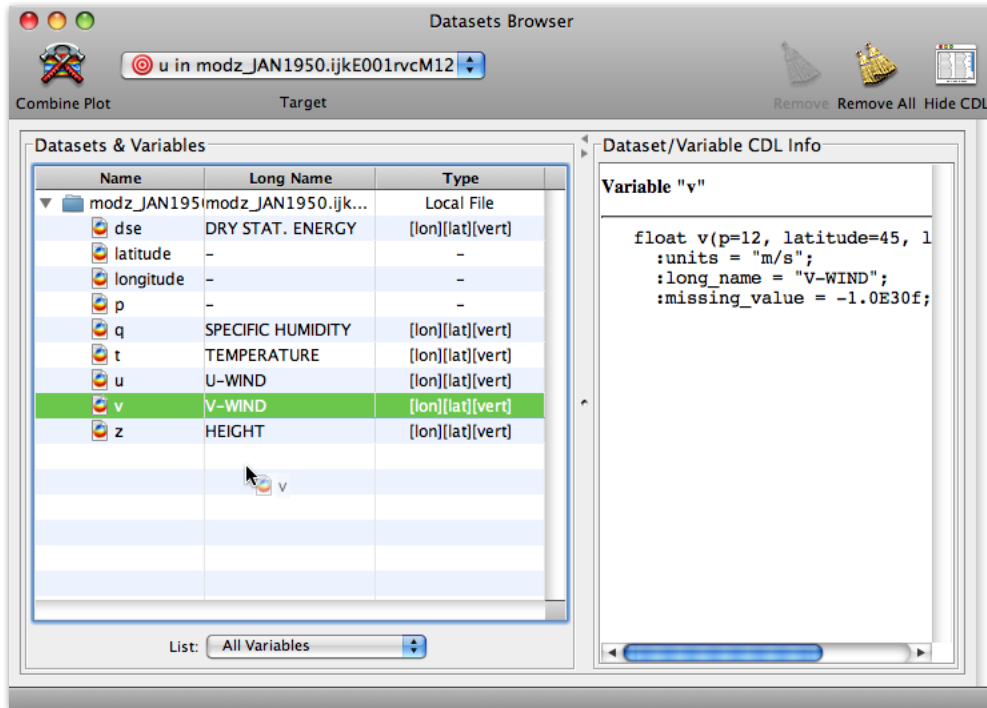 Datasets Browser
u in modz_JAN1950.ijkE001rvcM12
Combine Plot Target Remove Remove All Hide CDL
Datasets & Variables
Name Long Name Type
modz_JAN195 modz_JAN1950.ijk... Local File
dse DRY STAT. ENERGY [lon][lat][vert]
latitude – –
longitude – –
p – –
q SPECIFIC HUMIDITY [lon][lat][vert]
t TEMPERATURE [lon][lat][vert]
u U-WIND [lon][lat][vert]
v V-WIND [lon][lat][vert]
z HEIGHT [lon][lat][vert]
v
List: All Variables
Dataset/Variable CDL Info
Variable "v"
float v(p=12, latitude=45, l
:units = "m/s";
:long_name = "V-WIND";
:missing_value = -1.0E30f;